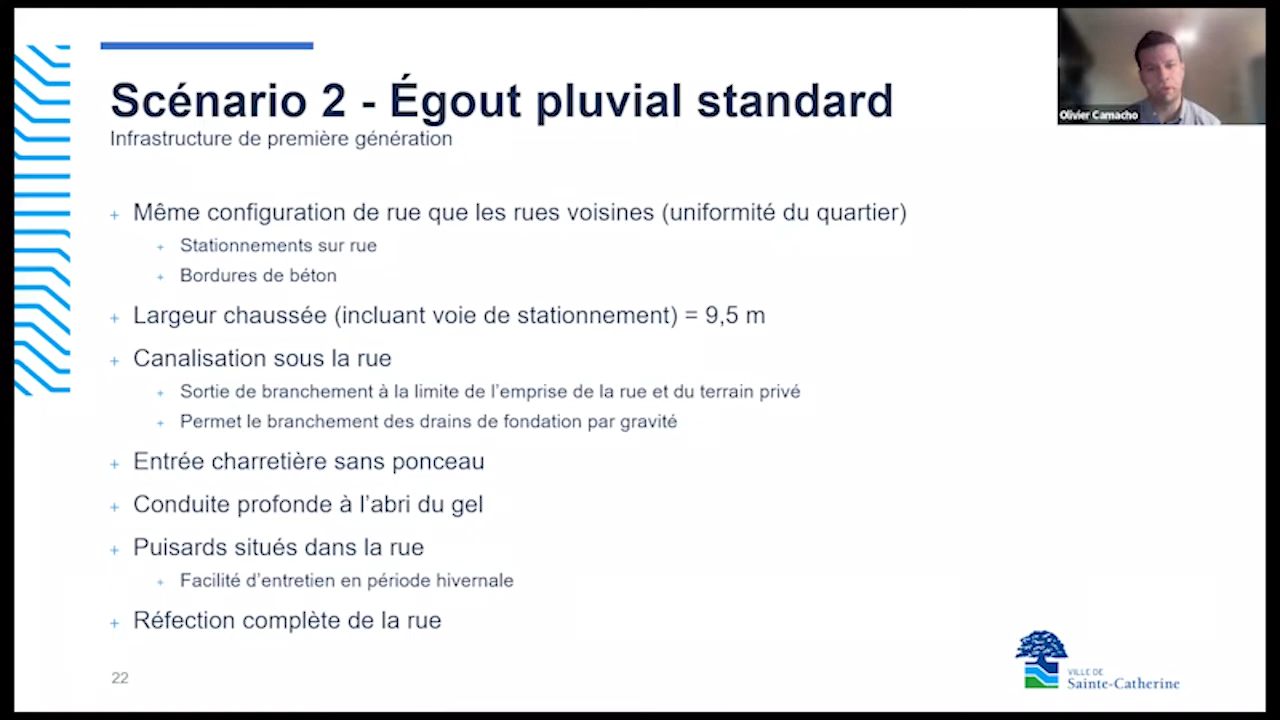 Scénario 2 - Égout pluvial standard
Infrastructure de première génération
Olivier Camacho
+ Même configuration de rue que les rues voisines (uniformité du quartier)
+ Stationnements sur rue
+ Bordures de béton
+ Largeur chaussée (incluant voie de stationnement) = 9,5 m
+ Canalisation sous la rue
+ Sortie de branchement à la limite de l'emprise de la rue et du terrain privé
+ Permet le branchement des drains de fondation par gravité
+ Entrée charretière sans ponceau
+ Conduite profonde à l'abri du gel
+ Puisards situés dans la rue
+ Facilité d'entretien en période hivernale
+ Réfection complète de la rue
22
VILLE DE
Sainte-Catherine